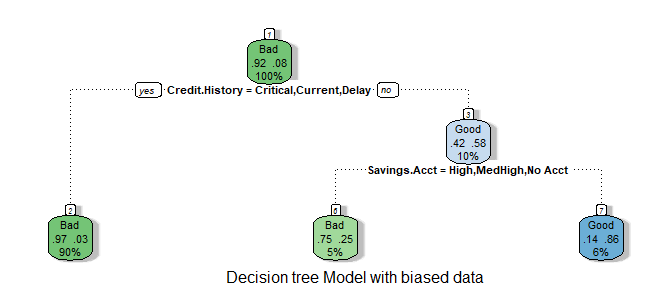 1
Bad
.92 .08
100%
yes Credit.History = Critical,Current,Delay no
3
Good
.42 .58
10%
Savings.Acct = High,MedHigh,No Acct
2
Bad
.97 .03
90%
6
Bad
.75 .25
5%
7
Good
.14 .86
6%
Decision tree Model with biased data